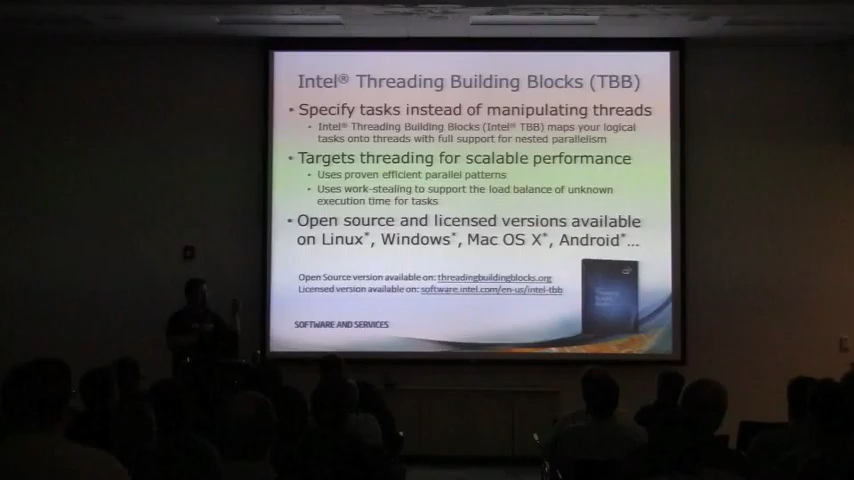 Intel® Threading Building Blocks (TBB)
• Specify tasks instead of manipulating threads
• Intel® Threading Building Blocks (Intel® TBB) maps your logical
tasks onto threads with full support for nested parallelism
• Targets threading for scalable performance
• Uses proven efficient parallel patterns
• Uses work-stealing to support the load balance of unknown
execution time for tasks
• Open source and licensed versions available
on Linux*, Windows*, Mac OS X*, Android*...
Open Source version available on: threadingbuildingblocks.org
Licensed version available on: software.intel.com/en-us/intel-tbb
SOFTWARE AND SERVICES